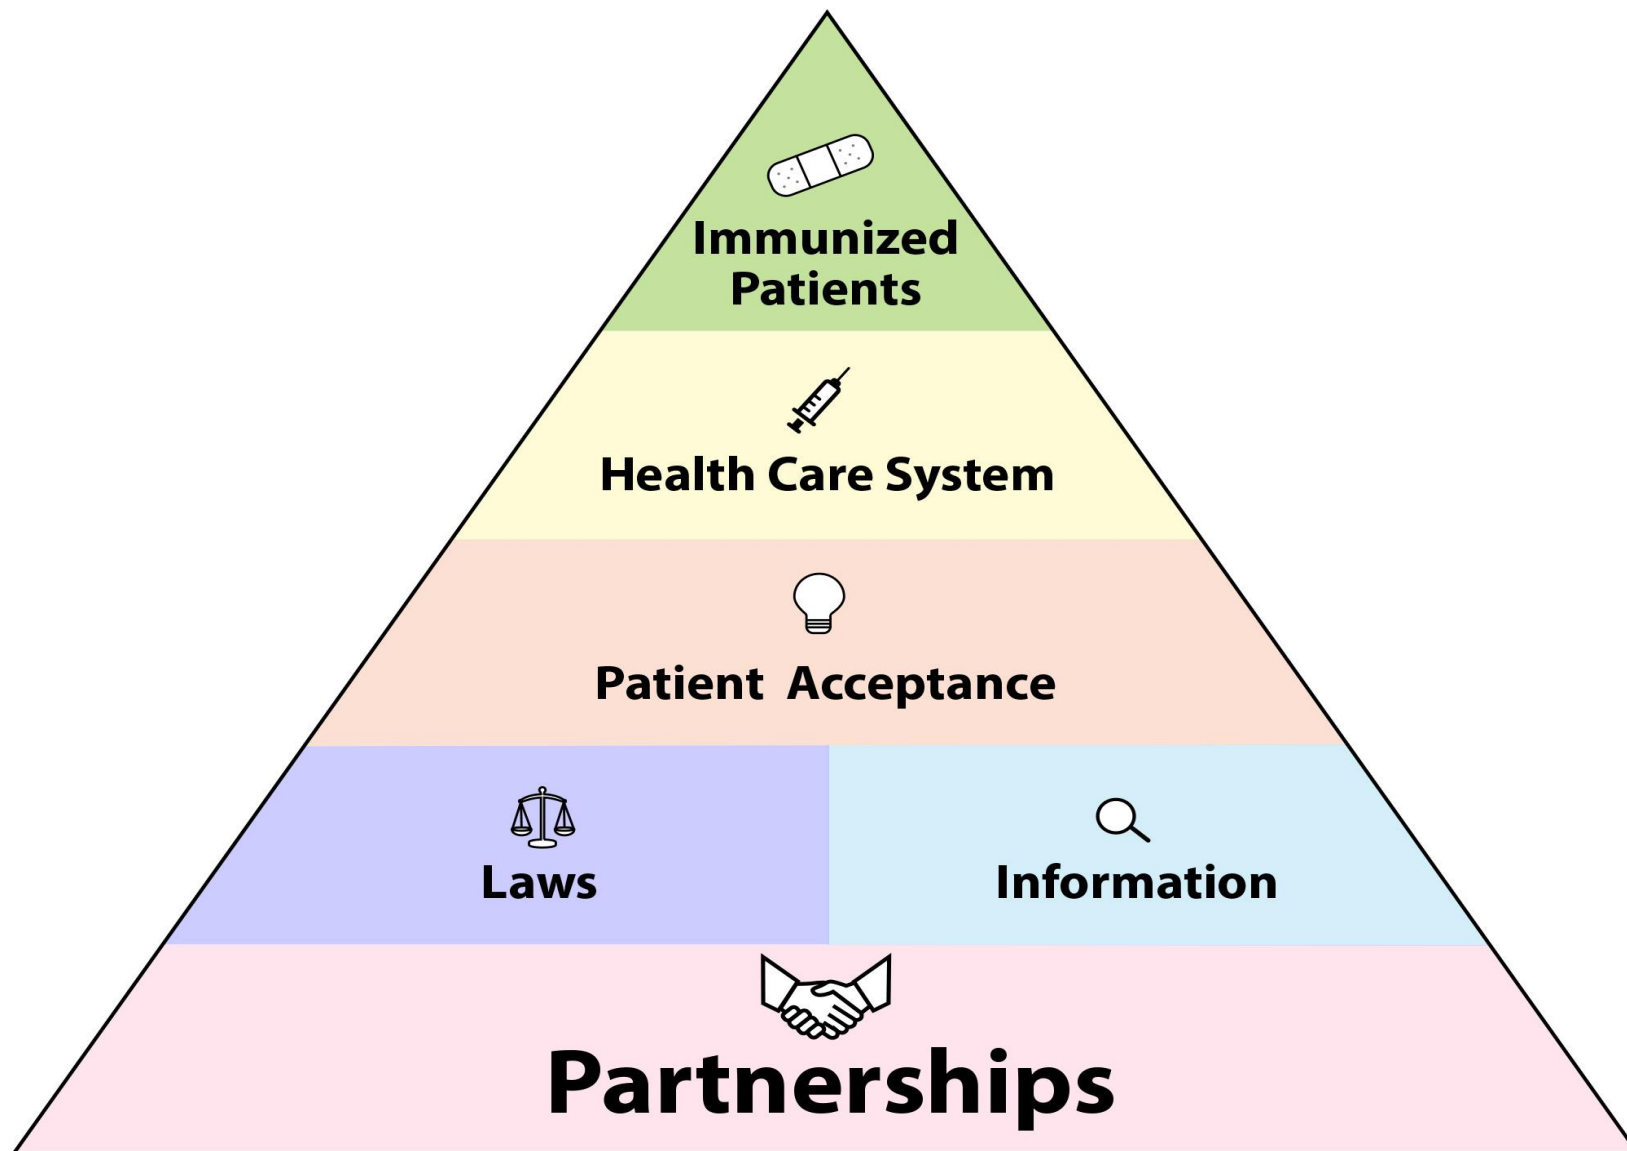 Immunized
Patients
Health Care System
Patient Acceptance
Laws
Information
Partnerships